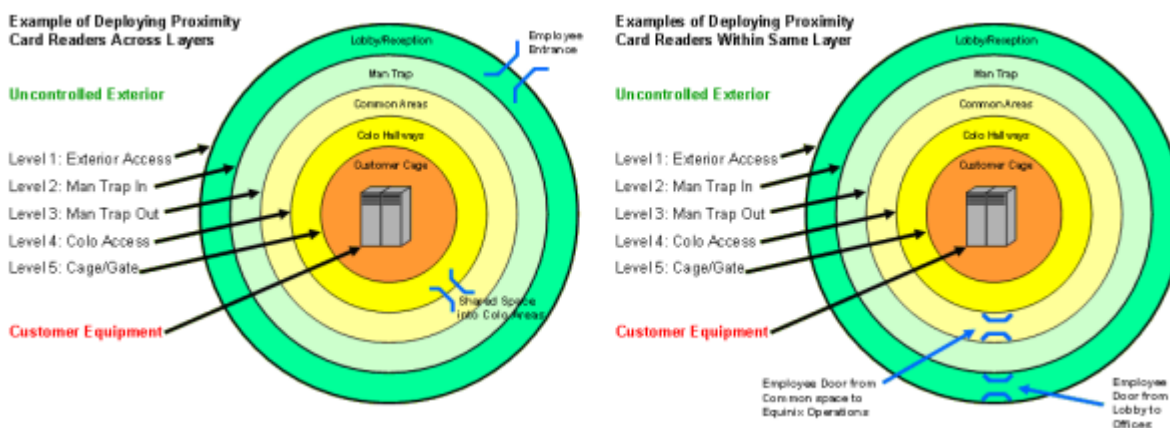 Example of Deploying Proximity
Card Readers Across Layers
Uncontrolled Exterior
Level 1: Exterior Access
Level 2: Man Trap In
Level 3: Man Trap Out
Level 4: Colo Access
Level 5: Cage/Gate
Customer Equipment
Lobby/Reception
Man Trap
Common Areas
Colo Hallways
Customer Cage
Employee
Entrance
Shared Space
into Colo Areas
Examples of Deploying Proximity
Card Readers Within Same Layer
Uncontrolled Exterior
Level 1: Exterior Access
Level 2: Man Trap In
Level 3: Man Trap Out
Level 4: Colo Access
Level 5: Cage/Gate
Customer Equipment
Lobby/Reception
Man Trap
Common Areas
Colo Hallways
Customer Cage
Employee Door from
Common space to
Equinix Operations
Employee
Door from
Lobby to
Offices